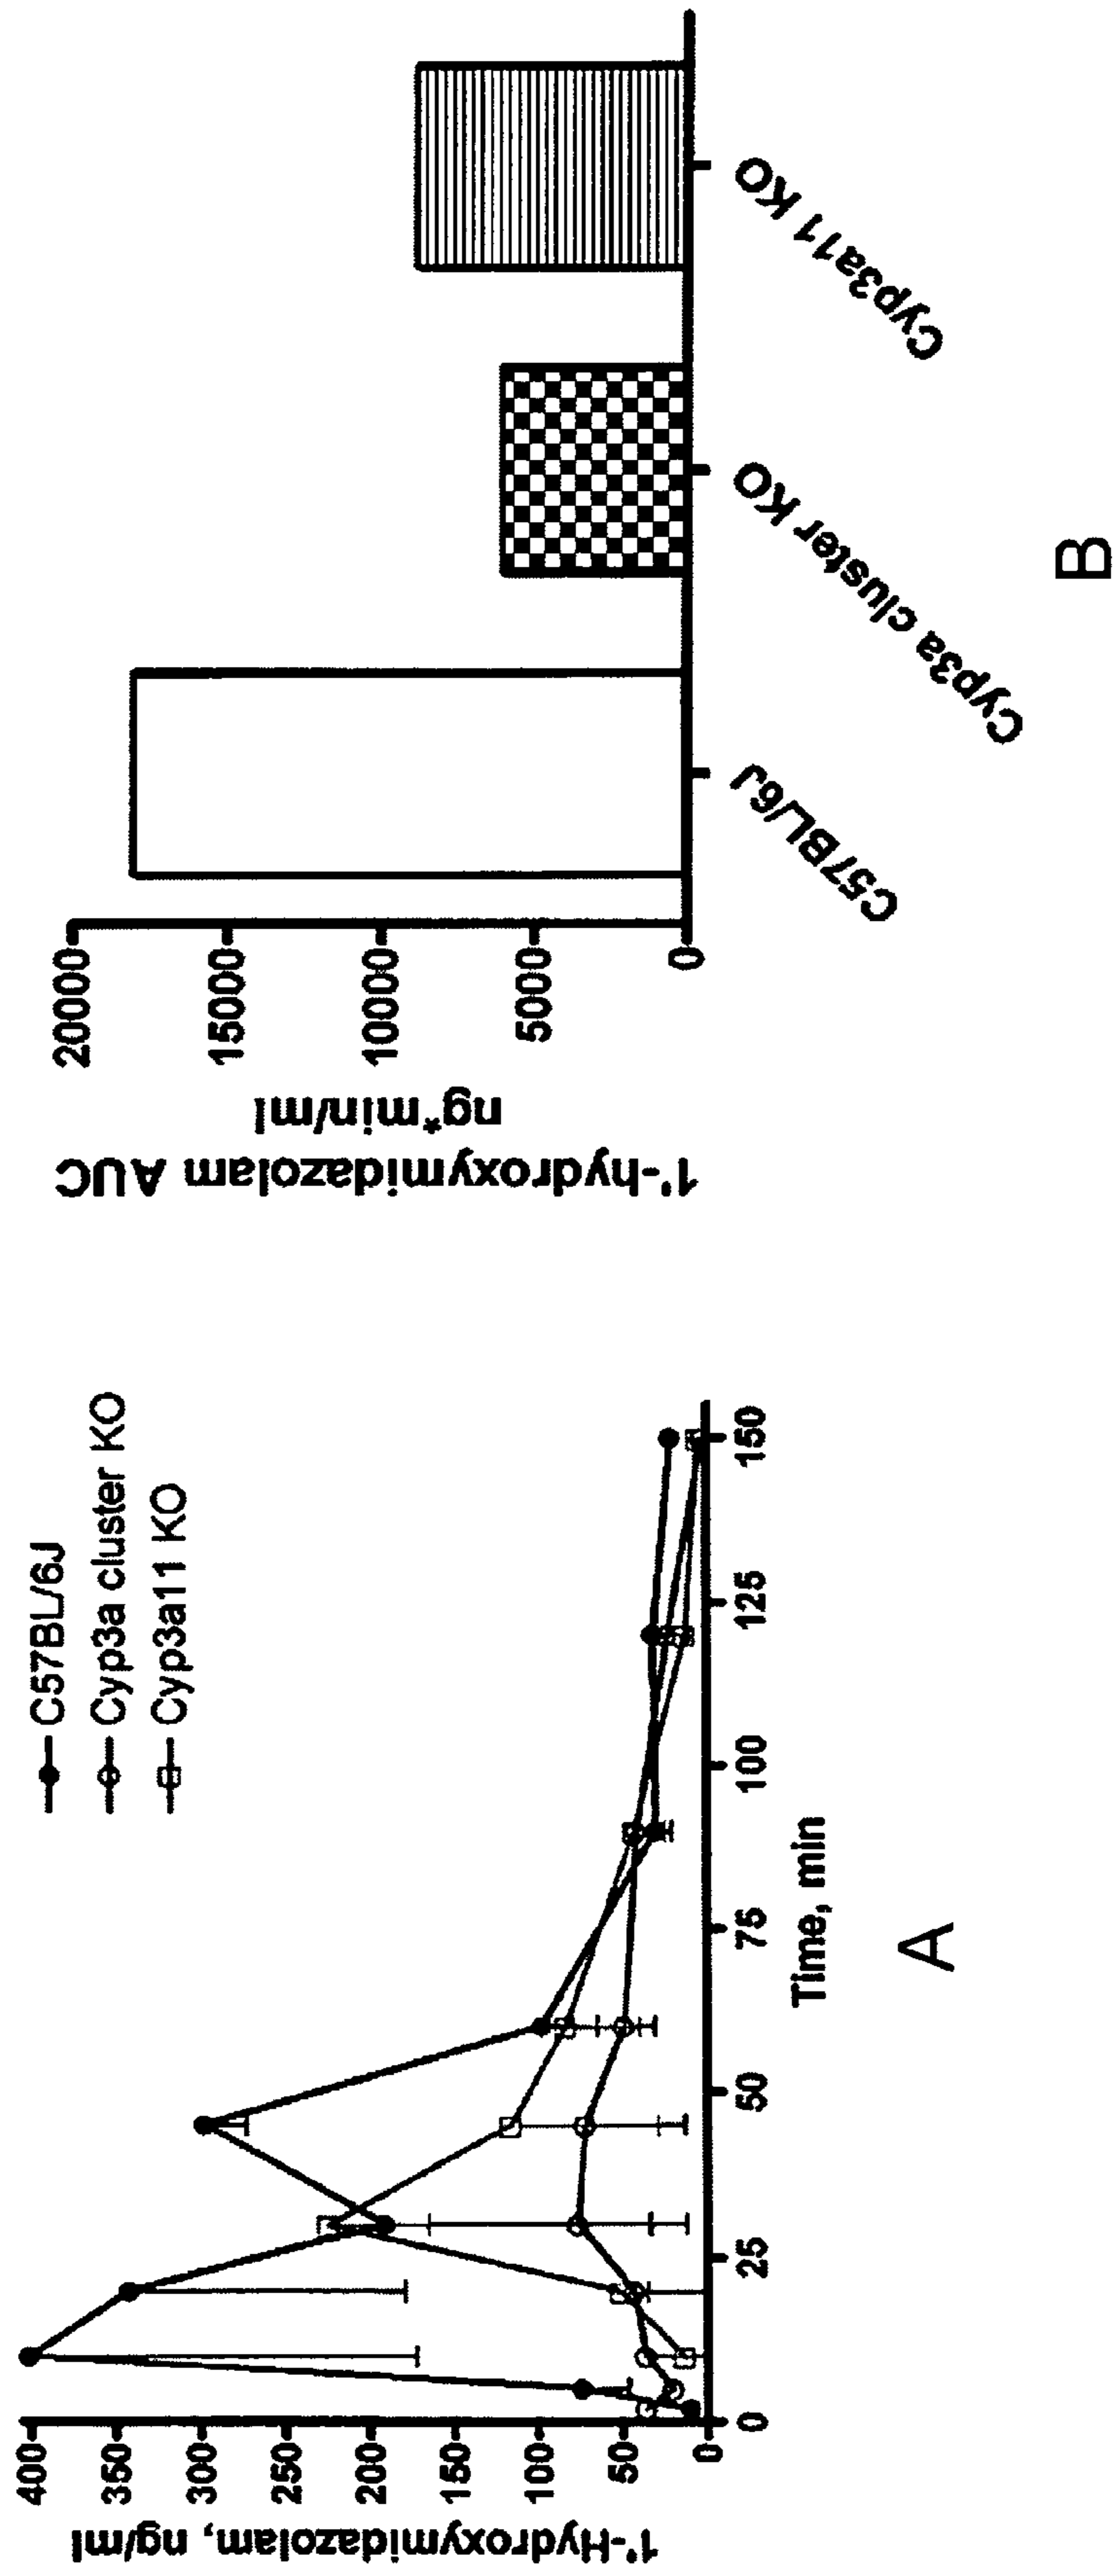 C57BL/6J
Cyp3a cluster KO
Cyp3a11 KO
1'-Hydroxymidazolam, ng/ml
400
350
300
250
200
150
100
50
0
0
25
50
75
100
125
150
Time, min
A
1'-hydroxymidazolam AUC
ng*min/ml
20000
15000
10000
5000
0
C57BL/6J
Cyp3a cluster KO
Cyp3a11 KO
B